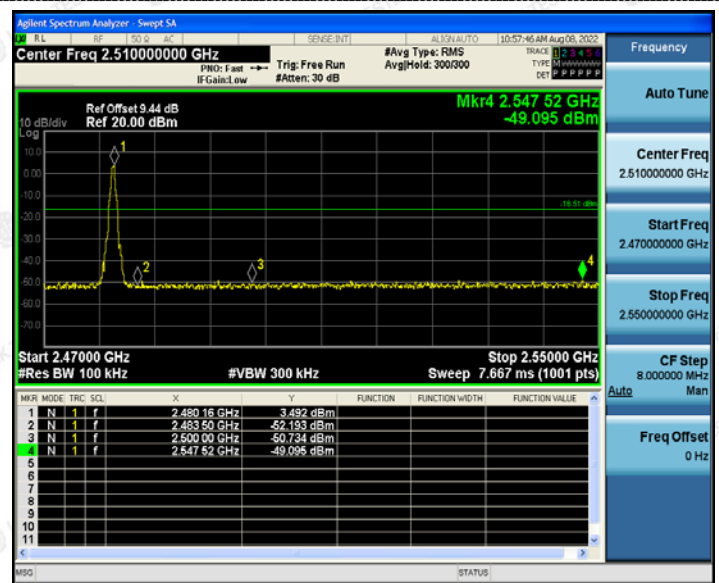 Agilent Spectrum Analyzer - Swept SA
RL RF 50 Ω AC SENSE:INT ALIGNAUTO 10:57:46 AM Aug 08, 2022
Center Freq 2.510000000 GHz
PNO: Fast
IFGain:Low
Trig: Free Run
#Atten: 30 dB
#Avg Type: RMS
Avg|Hold: 300/300
TRACE 1 2 3 4 5 6
TYPE M
DET P P P P P P
Frequency
Auto Tune
Center Freq
2.510000000 GHz
Start Freq
2.470000000 GHz
Stop Freq
2.550000000 GHz
CF Step
8.000000 MHz
Auto Man
Freq Offset
0 Hz
Mkr4 2.547 52 GHz
-49.095 dBm
Ref Offset 9.44 dB
10 dB/div Ref 20.00 dBm
Log
10.0
0.00
-10.0
-20.0
-30.0
-40.0
-50.0
-60.0
-70.0
-16.51 dBm
1
2
3
4
Start 2.47000 GHz Stop 2.55000 GHz
#Res BW 100 kHz #VBW 300 kHz Sweep 7.667 ms (1001 pts)
MKR MODE TRC SCL X Y FUNCTION FUNCTION WIDTH FUNCTION VALUE
1 N 1 f 2.480 16 GHz 3.492 dBm
2 N 1 f 2.483 50 GHz -52.193 dBm
3 N 1 f 2.500 00 GHz -50.734 dBm
4 N 1 f 2.547 52 GHz -49.095 dBm
5
6
7
8
9
10
11
MSG STATUS